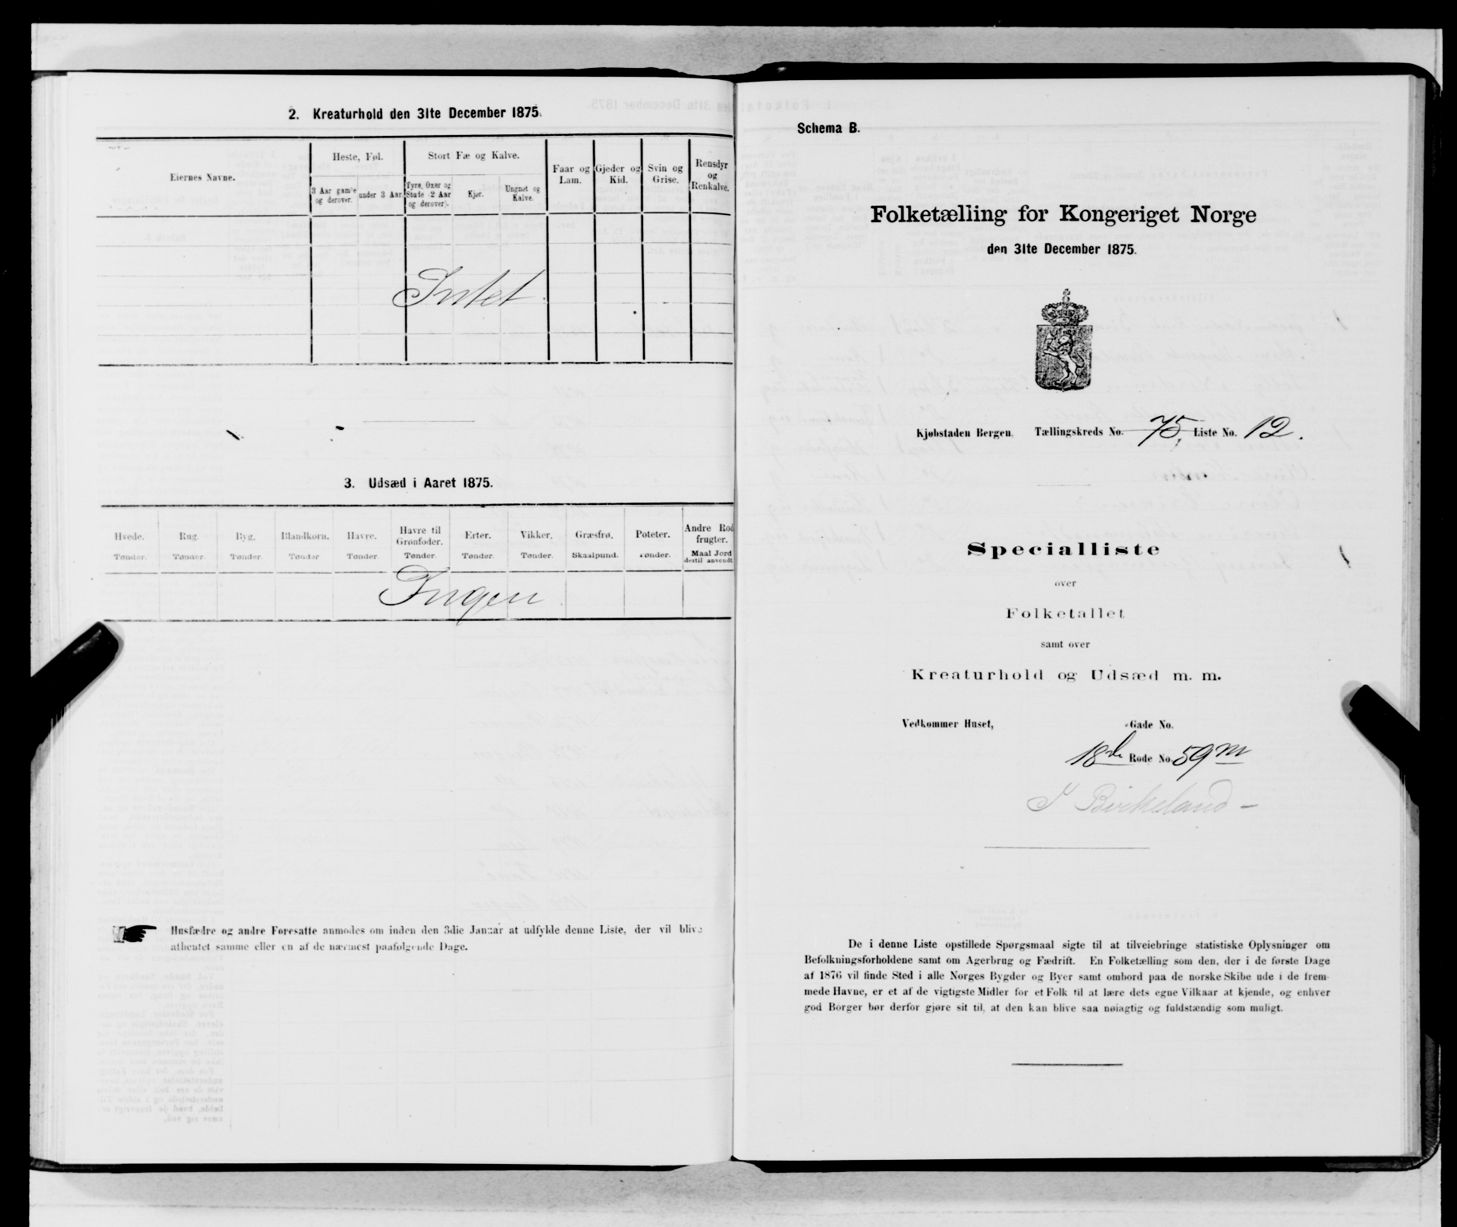 2. Kreaturhold den 31te December 1875.
Eiernes Navne.
Heste, Føl.
3 Aar gamle og derover.
under 3 Aar.
Stort Fæ og Kalve.
Tyre, Oxer og Stude (2 Aar og derover).
Kjør.
Ungnøt og Kalve.
Faar og Lam.
Gjeder og Kid.
Svin og Grise.
Rensdyr og Renkalve.
Intet
3. Udsæd i Aaret 1875.
Hvede. Rug. Byg. Blandkorn. Havre. Havre til Grønfoder. Erter. Vikker. Græsfrø. Poteter. Andre Rodfrugter.
Tønder. Tønder. Tønder. Tønder Tønder. Tønder. Tønder. Tønder. Skaalpund. Tønder. Maal Jord dertil anvendt.
Ingen
Husfædre og andre Foresatte anmodes om inden den 3die Januar at udfylde denne Liste, der vil blive
afhentet samme eller en af de nærmest paafølgende Dage.
Schema B.
Folketælling for Kongeriget Norge
den 31te December 1875.
Kjøbstaden Bergen. Tællingskreds No. 75, Liste No. 12.
Specialliste
over
Folketallet
samt over
Kreaturhold og Udsæd m. m.
Vedkommer Huset, -Gade No.
18de Rode No. 59m
I Birkeland –
De i denne Liste opstillede Spørgsmaal sigte til at tilveiebringe statistiske Oplysninger om
Befolkningsforholdene samt om Agerbrug og Fædrift. En Folketælling som den, der i de første Dage
af 1876 vil finde Sted i alle Norges Bygder og Byer samt ombord paa de norske Skibe ude i de frem-
mede Havne, er et af de vigtigste Midler for et Folk til at lære dets egne Vilkaar at kjende, og enhver
god Borger bør derfor gjøre sit til, at den kan blive saa nøiagtig og fuldstændig som muligt.